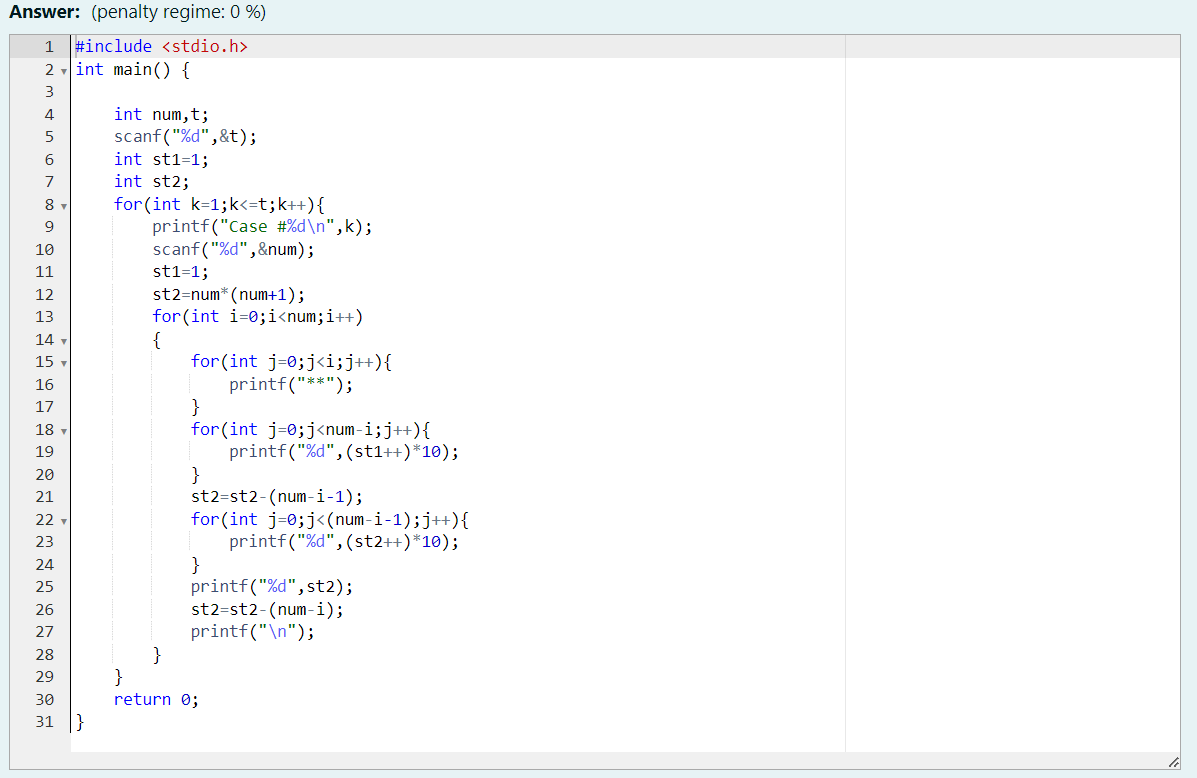 Answer: (penalty regime: 0 %)
1 #include <stdio.h>
2 int main() {
3
4     int num,t;
5     scanf("%d",&t);
6     int st1=1;
7     int st2;
8     for(int k=1;k<=t;k++){
9         printf("Case #%d\n",k);
10         scanf("%d",&num);
11         st1=1;
12         st2=num*(num+1);
13         for(int i=0;i<num;i++)
14         {
15             for(int j=0;j<i;j++){
16                 printf("**");
17             }
18             for(int j=0;j<num-i;j++){
19                 printf("%d",(st1++)*10);
20             }
21             st2=st2-(num-i-1);
22             for(int j=0;j<(num-i-1);j++){
23                 printf("%d",(st2++)*10);
24             }
25             printf("%d",st2);
26             st2=st2-(num-i);
27             printf("\n");
28         }
29     }
30     return 0;
31 }